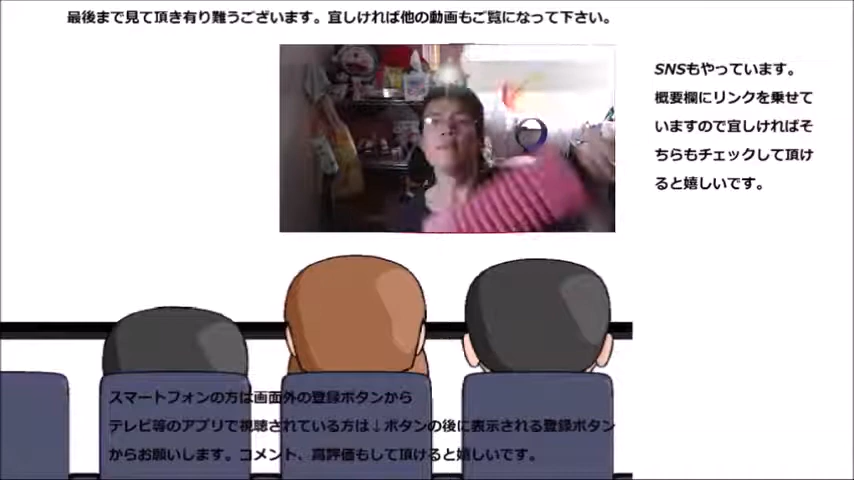 最後まで見て頂き有り難うございます。宜しければ他の動画もご覧になって下さい。
SNSもやっています。
概要欄にリンクを乗せて
いますので宜しければそ
ちらもチェックして頂け
ると嬉しいです。
スマートフォンの方は画面外の登録ボタンから
テレビ等のアプリで視聴されている方は↓ボタンの後に表示される登録ボタン
からお願いします。コメント、高評価もして頂けると嬉しいです。